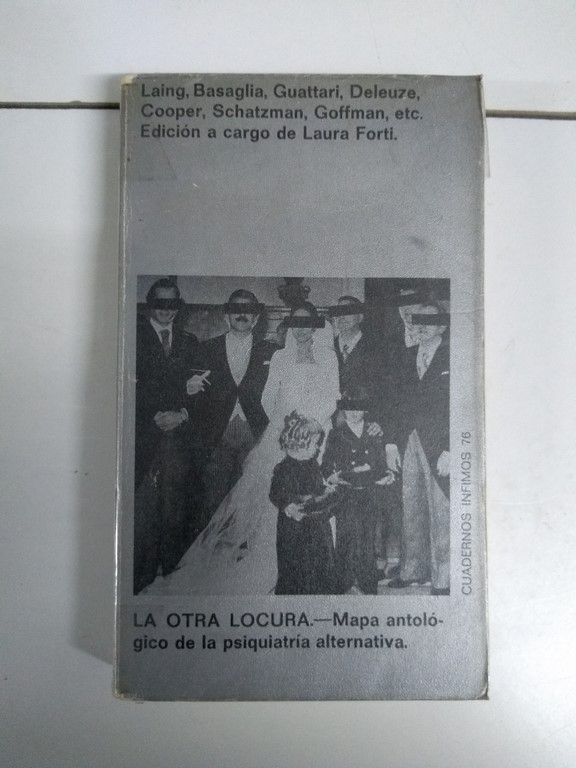 Laing, Basaglia, Guattari, Deleuze,
Cooper, Schatzman, Goffman, etc.
Edición a cargo de Laura Forti.
CUADERNOS INFIMOS 76
LA OTRA LOCURA.—Mapa antoló-
gico de la psiquiatría alternativa.